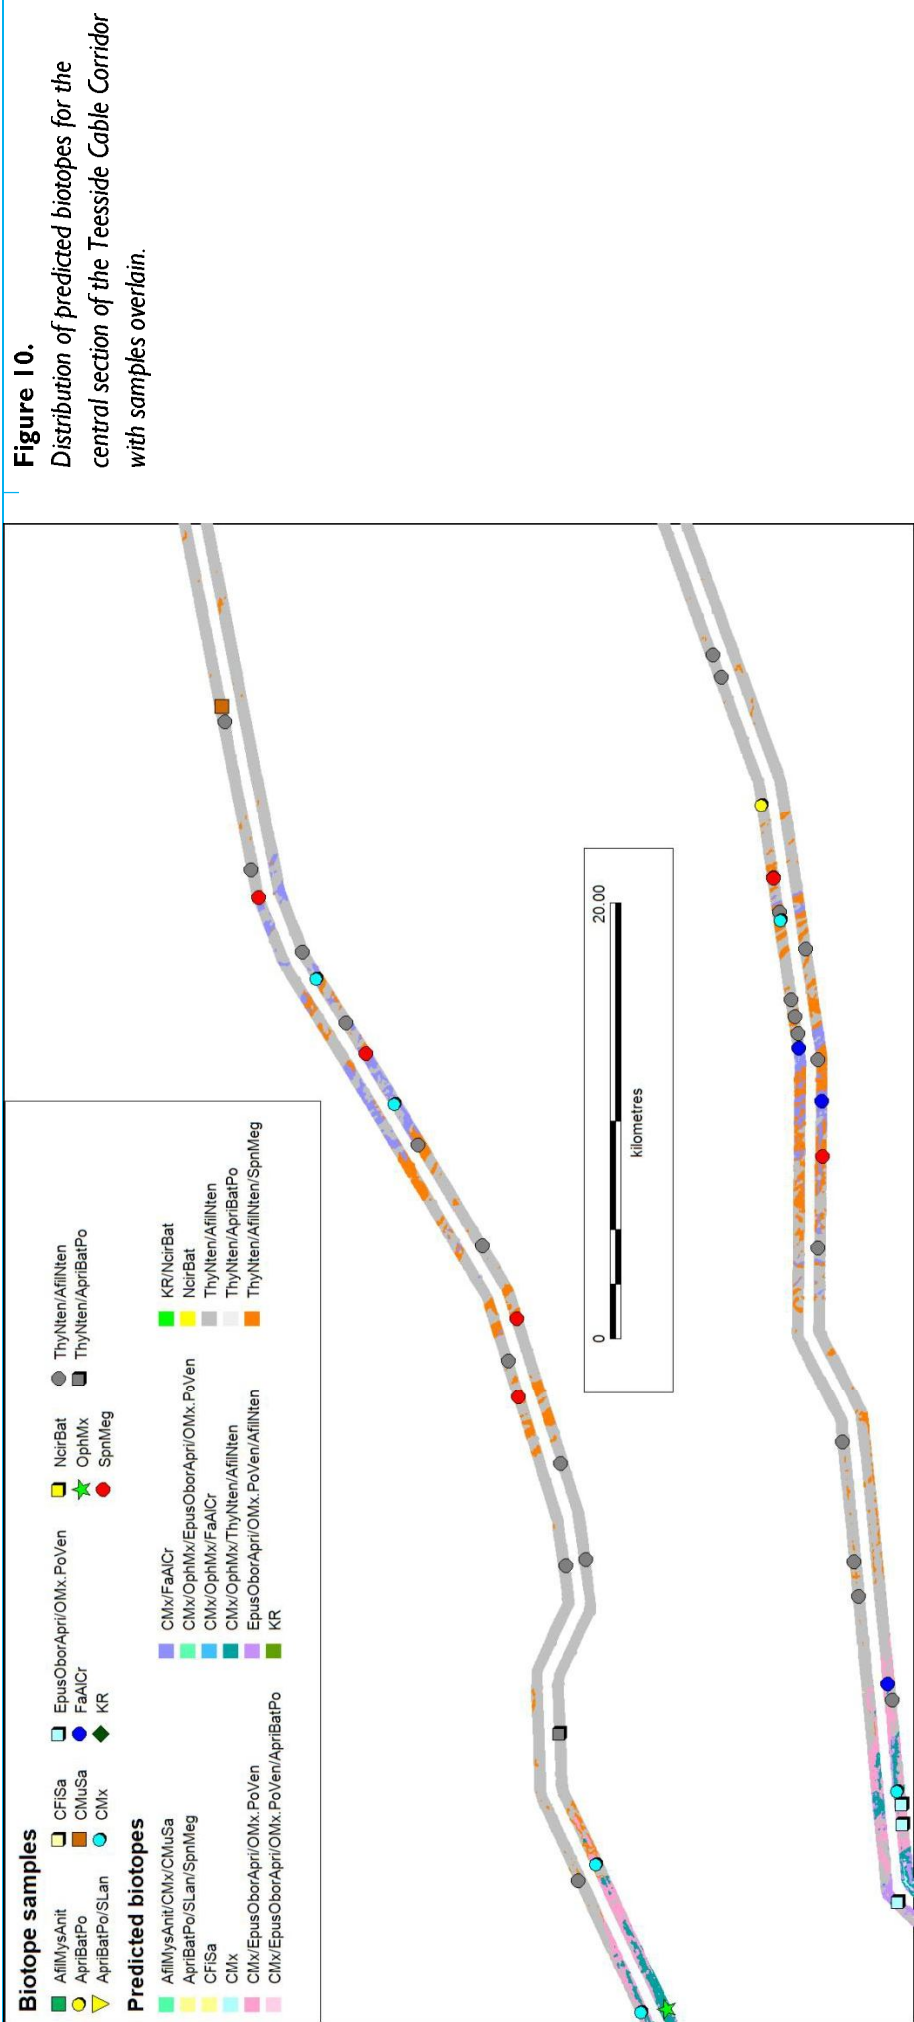 Figure 10.
Distribution of predicted biotopes for the
central section of the Teesside Cable Corridor
with samples overlain.
Biotope samples
AfilMysAnit
ApriBatPo
ApriBatPo/SLan
CFiSa
CMuSa
CMx
EpusOborApri/OMx.PoVen
FaAlCr
KR
NcirBat
OphMx
SpnMeg
ThyNten/AfilNten
ThyNten/ApriBatPo
Predicted biotopes
AfilMysAnit/CMx/CMuSa
ApriBatPo/SLan/SpnMeg
CFiSa
CMx
CMx/EpusOborApri/OMx.PoVen
CMx/EpusOborApri/OMx.PoVen/ApriBatPo
CMx/FaAlCr
CMx/OphMx/EpusOborApri/OMx.PoVen
CMx/OphMx/FaAlCr
CMx/OphMx/ThyNten/AfilNten
EpusOborApri/OMx.PoVen/AfilNten
KR
KR/NcirBat
NcirBat
ThyNten/AfilNten
ThyNten/ApriBatPo
ThyNten/AfilNten/SpnMeg
0 20.00
kilometres